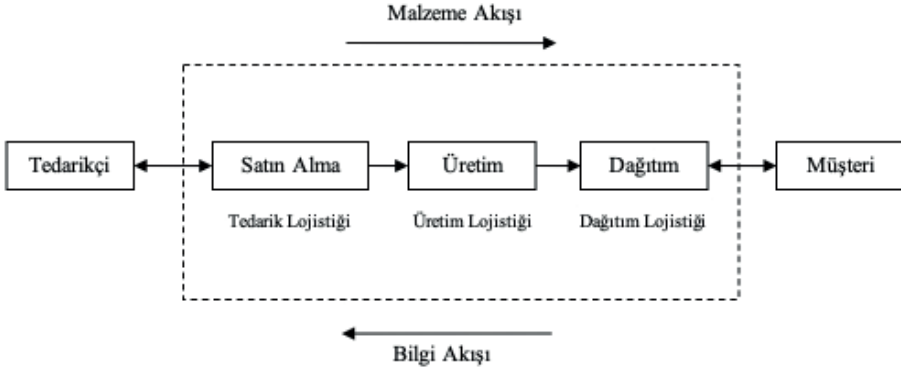 Malzeme Akışı
Tedarikçi
Satın Alma
Üretim
Dağıtım
Müşteri
Tedarik Lojistiği
Üretim Lojistiği
Dağıtım Lojistiği
Bilgi Akışı